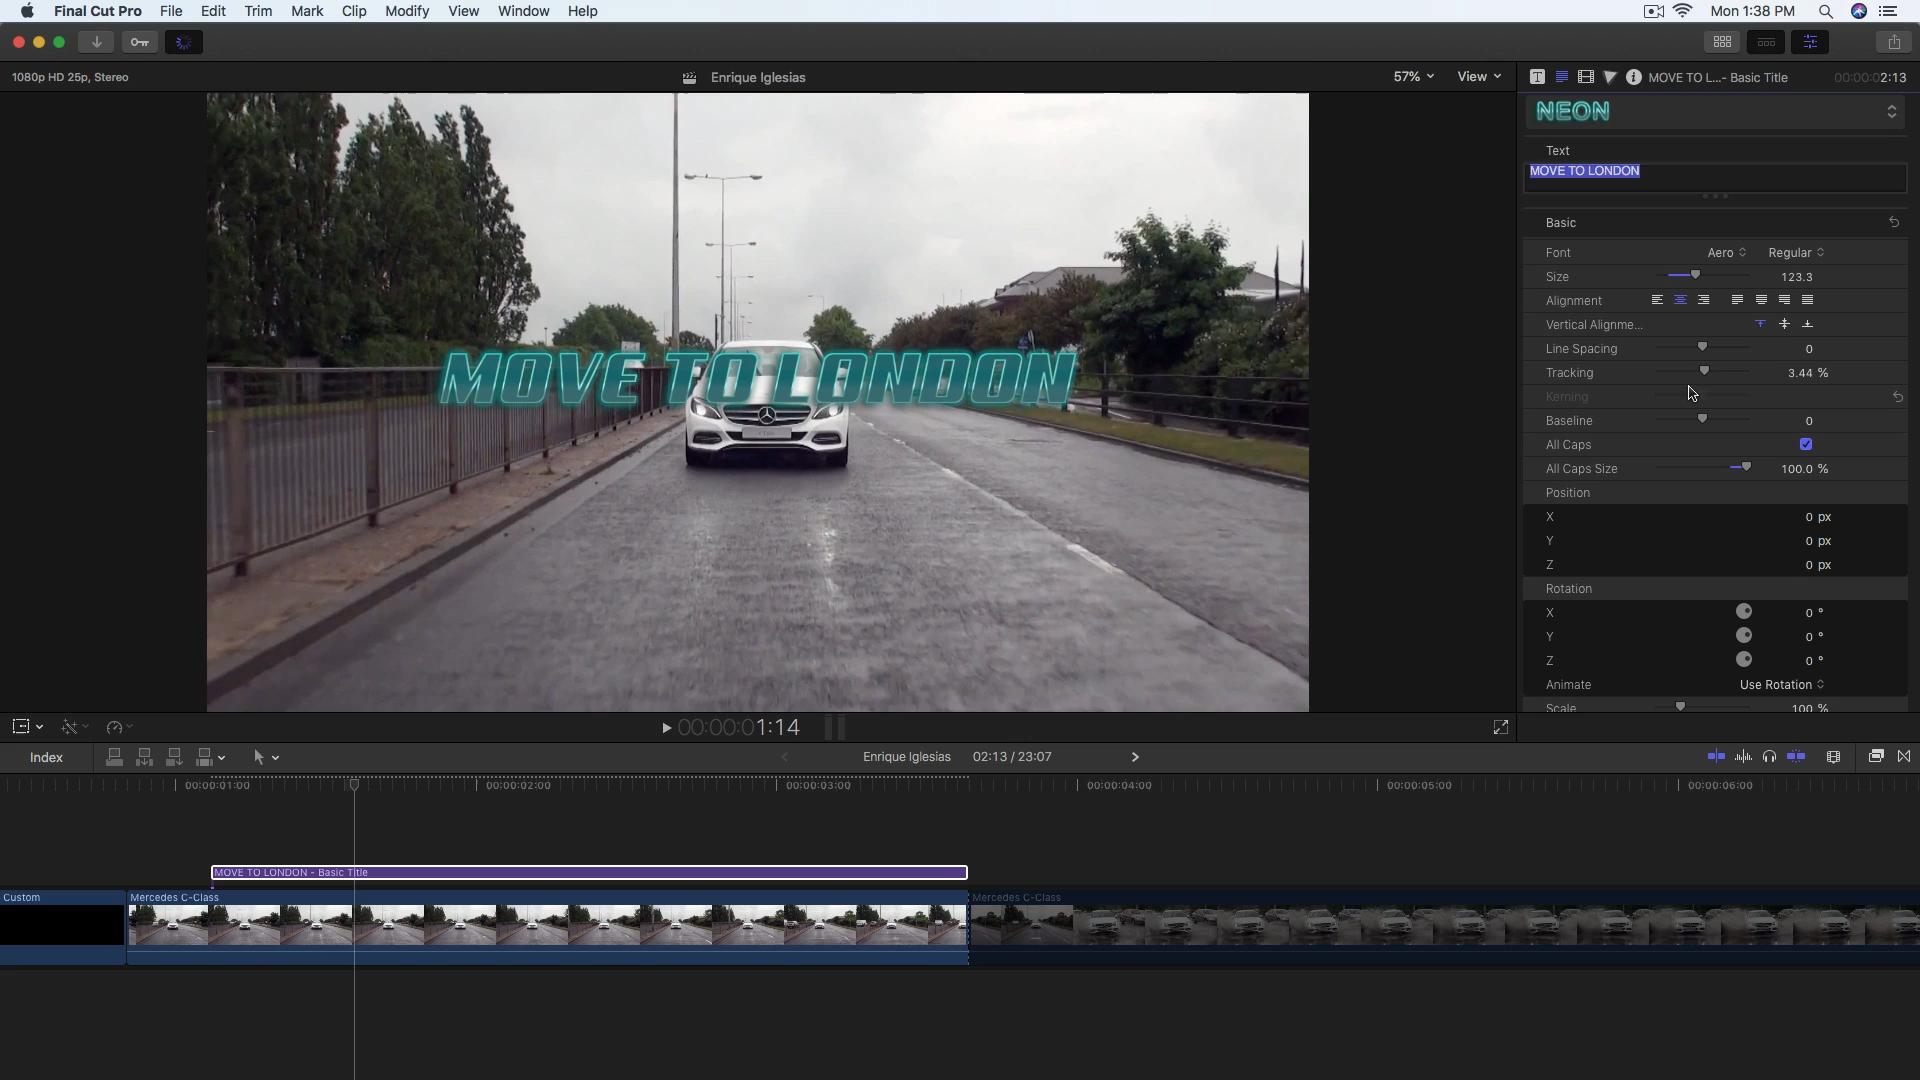 Final Cut Pro File Edit Trim Mark Clip Modify View Window Help Mon 1:38 PM
1080p HD 25p, Stereo Enrique Iglesias 57% View MOVE TO L...- Basic Title 00:00:02:13
NEON
Text
MOVE TO LONDON
Basic
Font Aero Regular
Size 123.3
Alignment
Vertical Alignme...
Line Spacing 0
Tracking 3.44 %
Kerning
Baseline 0
All Caps
All Caps Size 100.0 %
Position
X 0 px
Y 0 px
Z 0 px
Rotation
X 0 °
Y 0 °
Z 0 °
Animate Use Rotation
Scale 100 %
MOVE TO LONDON
00:00:01:14
Index Enrique Iglesias 02:13 / 23:07
00:00:01:00 00:00:02:00 00:00:03:00 00:00:04:00 00:00:05:00 00:00:06:00
MOVE TO LONDON - Basic Title
Custom Mercedes C-Class Mercedes C-Class